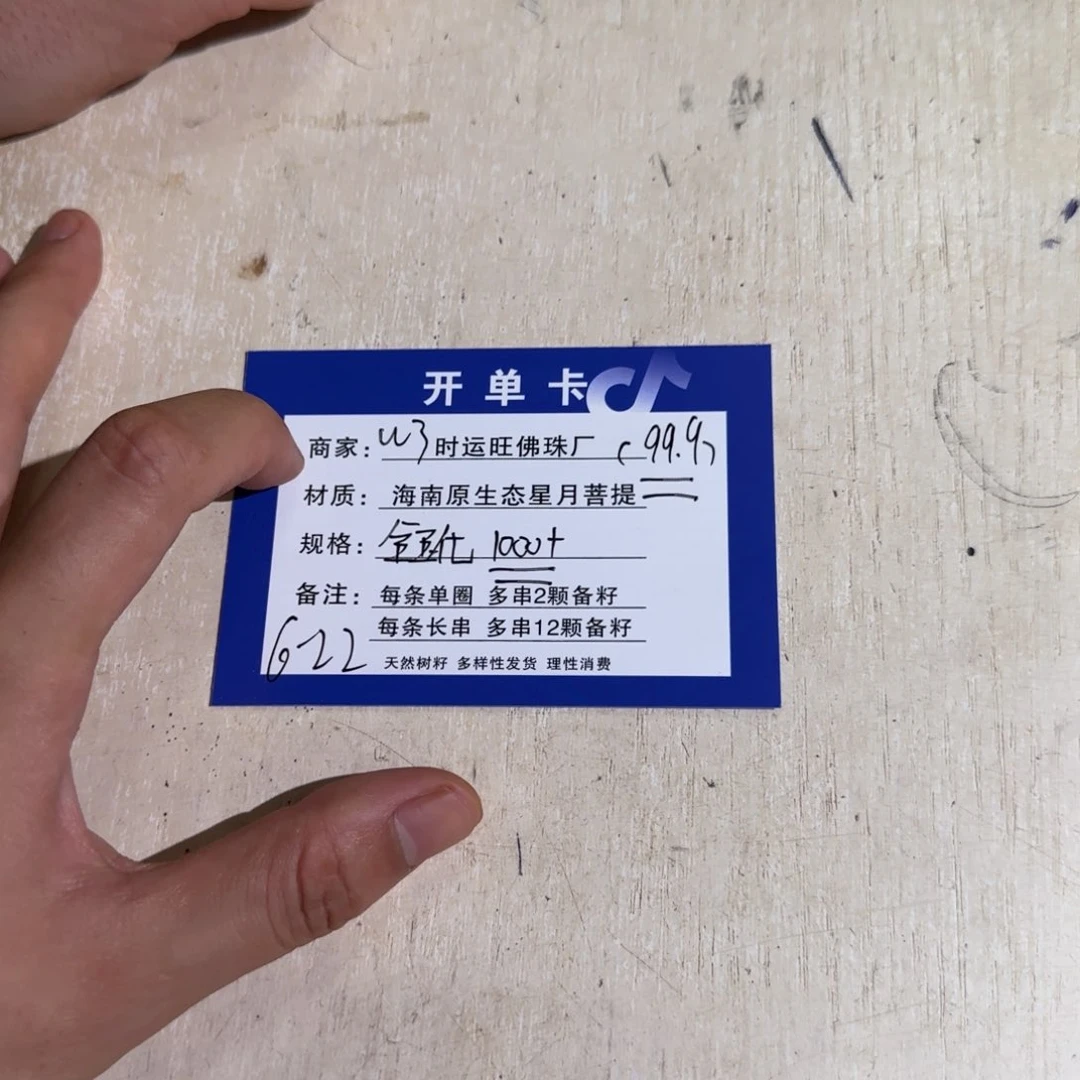 开单卡
商家: W3 时运旺佛珠厂 (99.9)
材质: 海南原生态星月菩提
规格: 1000+
备注: 每条单圈 多串2颗备籽
每条长串 多串12颗备籽
622 天然树籽 多样性发货 理性消费